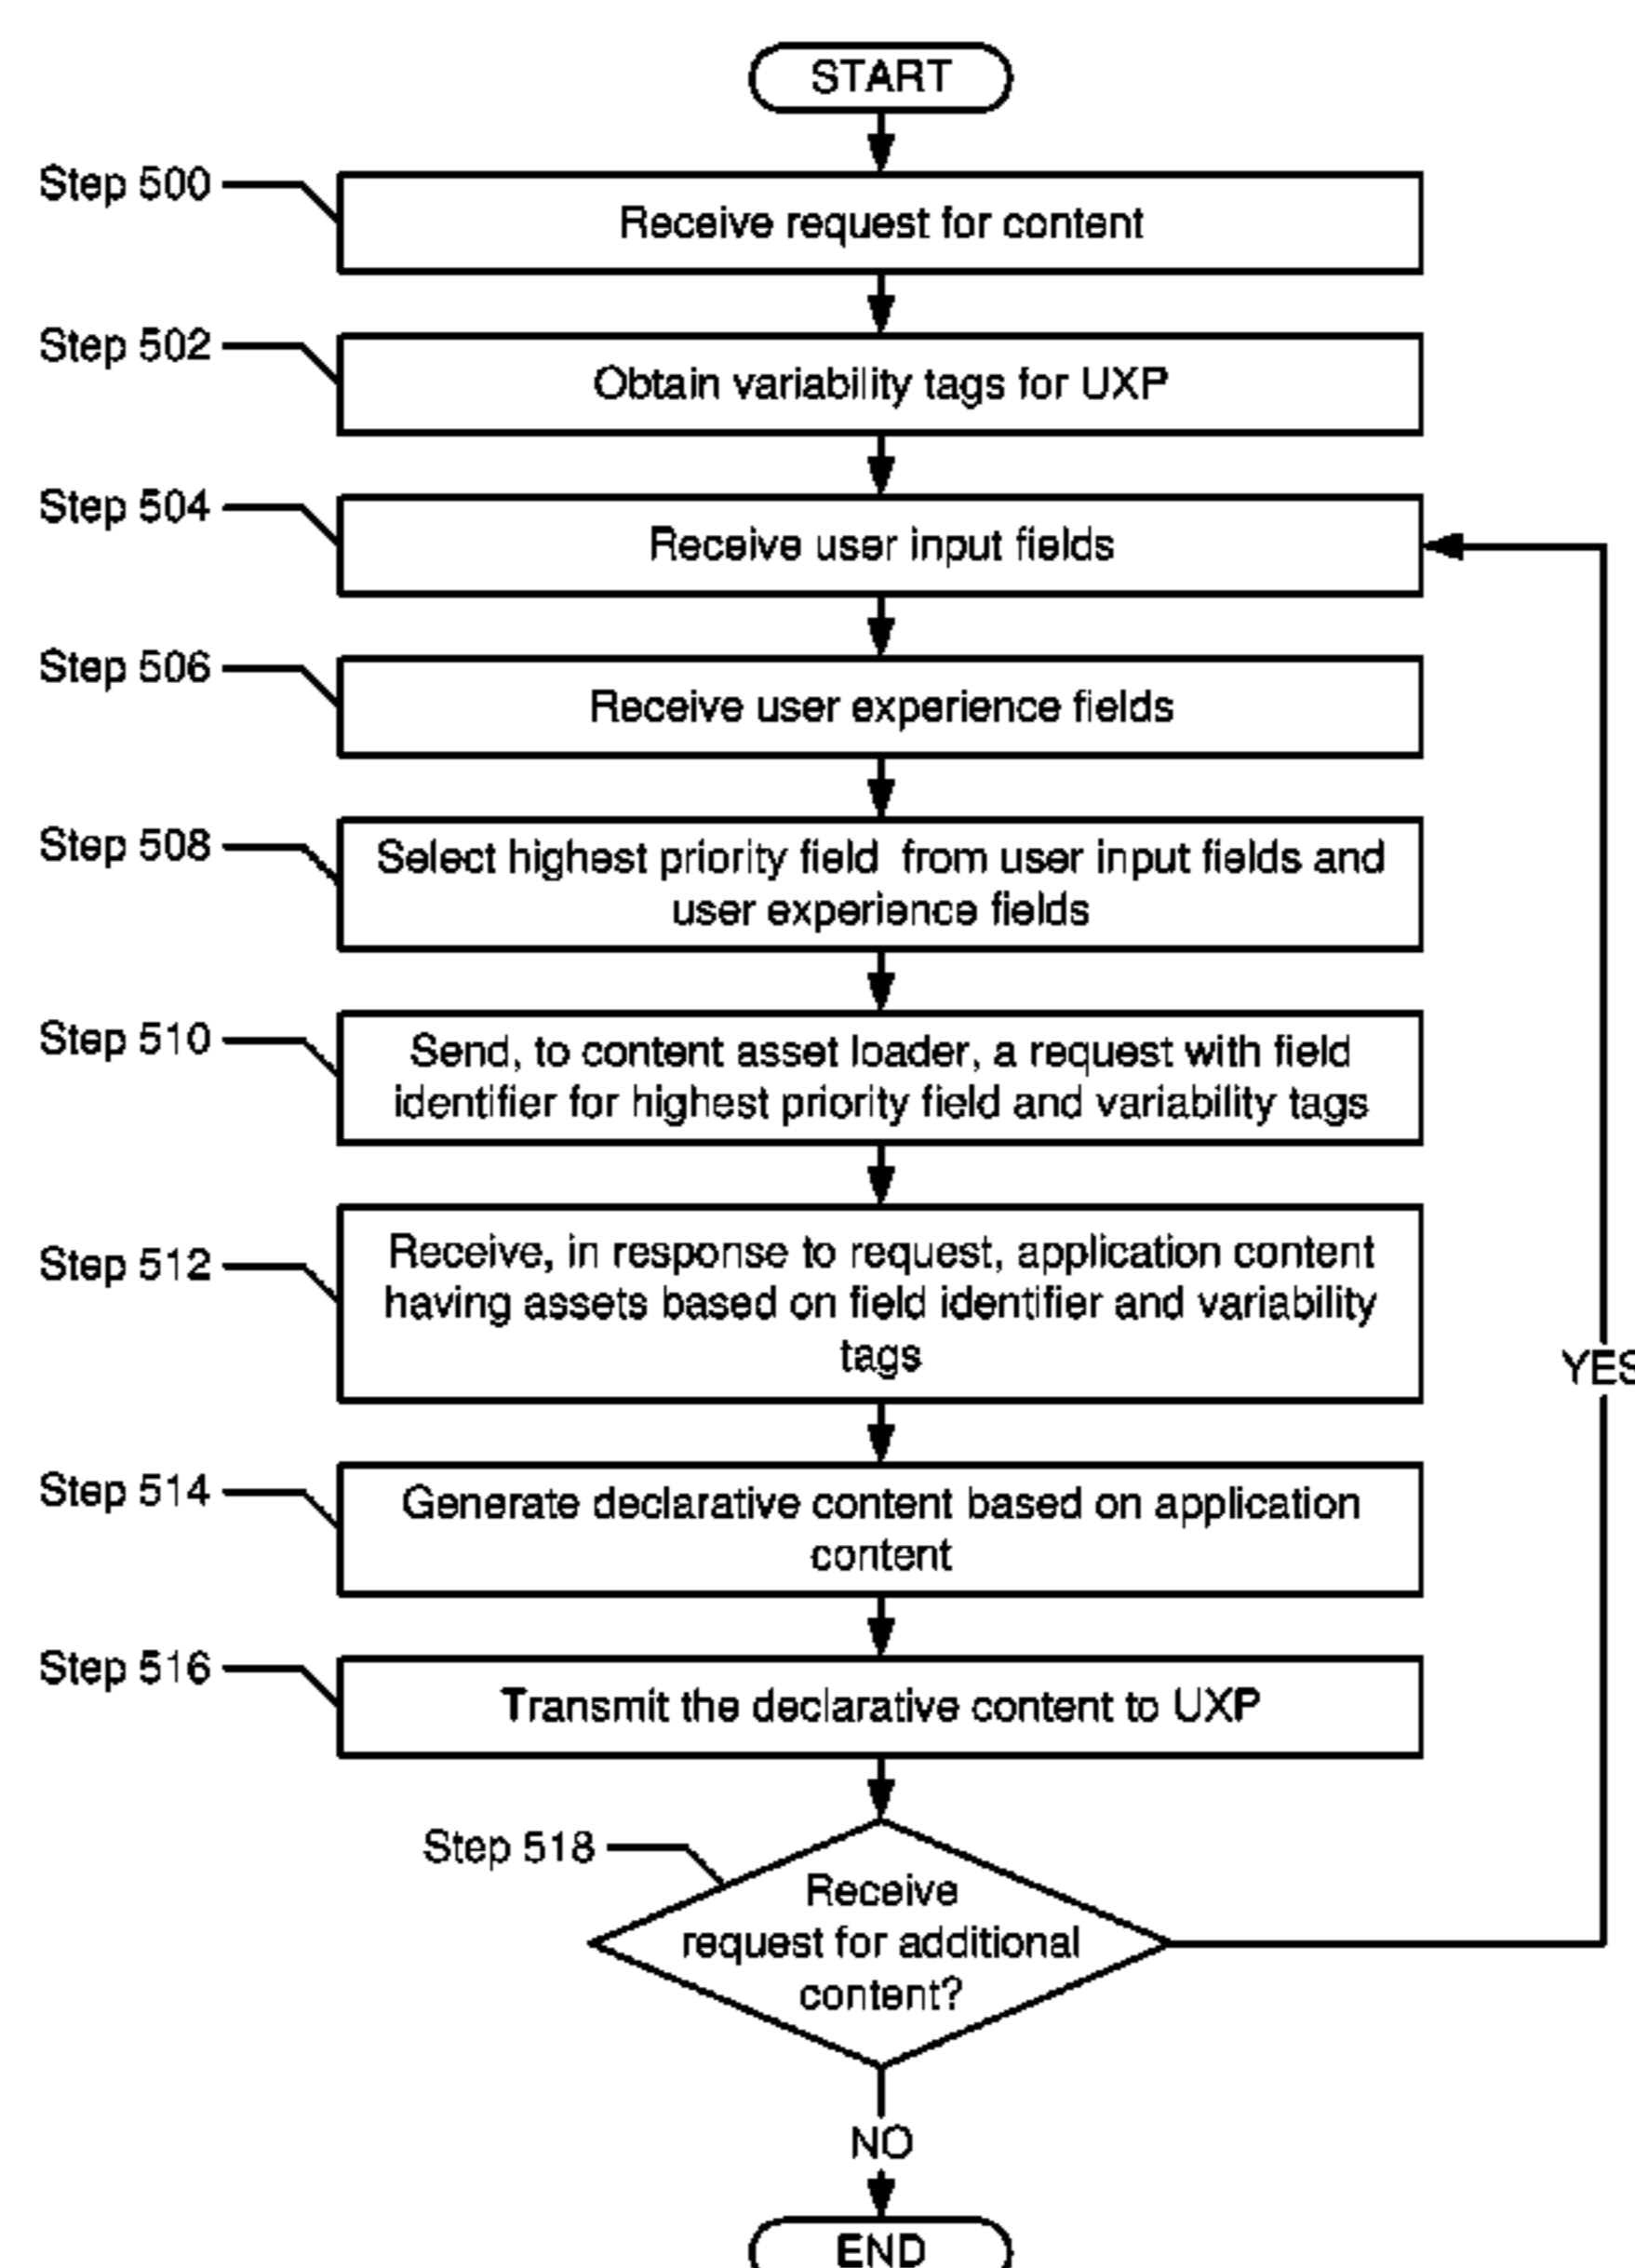 START
Step 500
Receive request for content
Step 502
Obtain variability tags for UXP
Step 504
Receive user input fields
Step 506
Receive user experience fields
Step 508
Select highest priority field from user input fields and
user experience fields
Step 510
Send, to content asset loader, a request with field
identifier for highest priority field and variability tags
Step 512
Receive, in response to request, application content
having assets based on field identifier and variability
tags
YES
Step 514
Generate declarative content based on application
content
Step 516
Transmit the declarative content to UXP
Step 518
Receive
request for additional
content?
NO
END